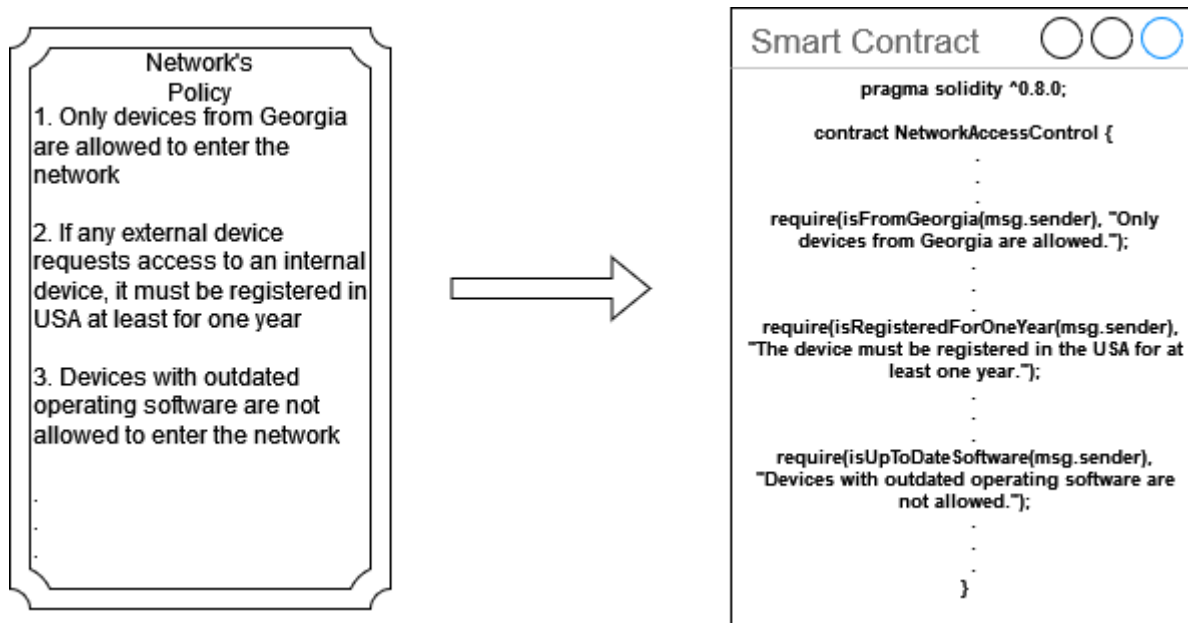 Network's
Policy
1. Only devices from Georgia
are allowed to enter the
network
2. If any external device
requests access to an internal
device, it must be registered in
USA at least for one year
3. Devices with outdated
operating software are not
allowed to enter the network
.
.
.
Smart Contract
pragma solidity ^0.8.0;
contract NetworkAccessControl {
.
.
.
require(isFromGeorgia(msg.sender), "Only
devices from Georgia are allowed.");
.
.
.
require(isRegisteredForOneYear(msg.sender),
"The device must be registered in the USA for at
least one year.");
.
.
.
require(isUpToDateSoftware(msg.sender),
"Devices with outdated operating software are
not allowed.");
.
.
.
}